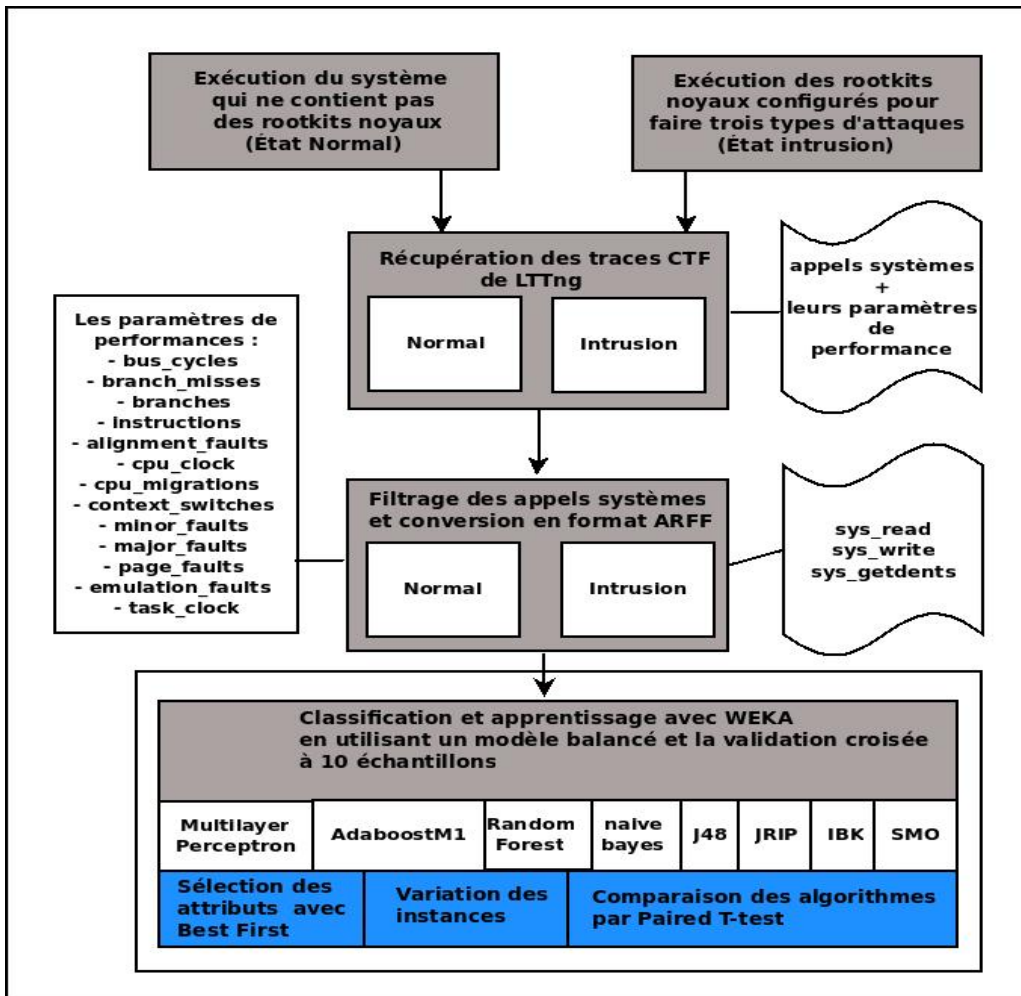 Exécution du système
qui ne contient pas
des rootkits noyaux
(État Normal)
Exécution des rootkits
noyaux configurés pour
faire trois types d'attaques
(État intrusion)
Récupération des traces CTF
de LTTng
Normal
Intrusion
appels systèmes
+
leurs paramètres
de
performance
Les paramètres de
performances :
- bus_cycles
- branch_misses
- branches
- instructions
- alignment_faults
- cpu_clock
- cpu_migrations
- context_switches
- minor_faults
- major_faults
- page_faults
- emulation_faults
- task_clock
Filtrage des appels systèmes
et conversion en format ARFF
Normal
Intrusion
sys_read
sys_write
sys_getdents
Classification et apprentissage avec WEKA
en utilisant un modèle balancé et la validation croisée
à 10 échantillons
Multilayer
Perceptron
AdaboostM1
Random
Forest
naive
bayes
J48
JRIP
IBK
SMO
Sélection des
attributs avec
Best First
Variation des
instances
Comparaison des algorithmes
par Paired T-test